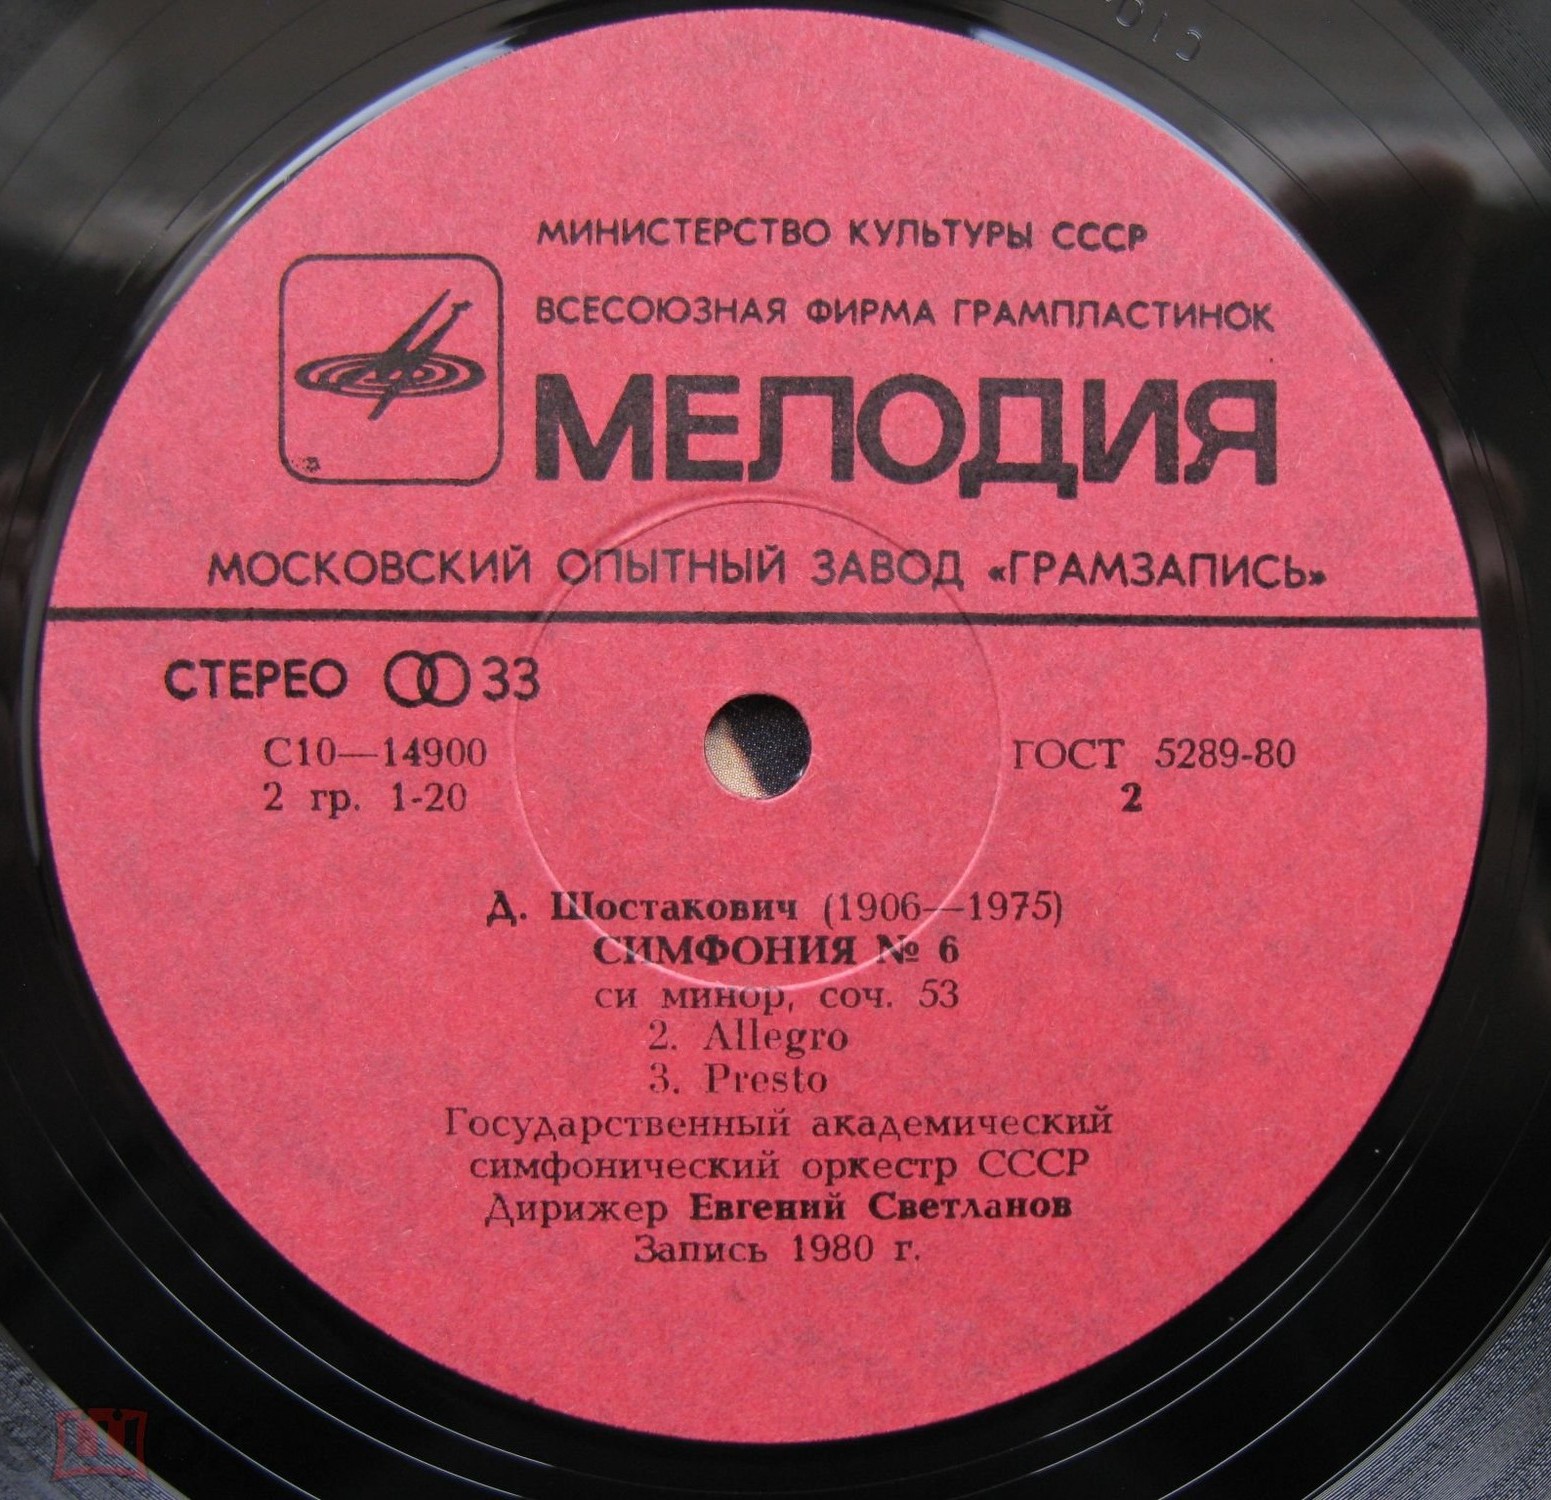 МИНИСТЕРСТВО КУЛЬТУРЫ СССР
ВСЕСОЮЗНАЯ ФИРМА ГРАМПЛАСТИНОК
МЕЛОДИЯ
МОСКОВСКИЙ ОПЫТНЫЙ ЗАВОД «ГРАМЗАПИСЬ»
СТЕРЕО 33
С10—14900
2 гр. 1-20
ГОСТ 5289-80
2
Д. Шостакович (1906—1975)
СИМФОНИЯ № 6
си минор, соч. 53
2. Allegro
3. Presto
Государственный академический
симфонический оркестр СССР
Дирижер Евгений Светланов
Запись 1980 г.